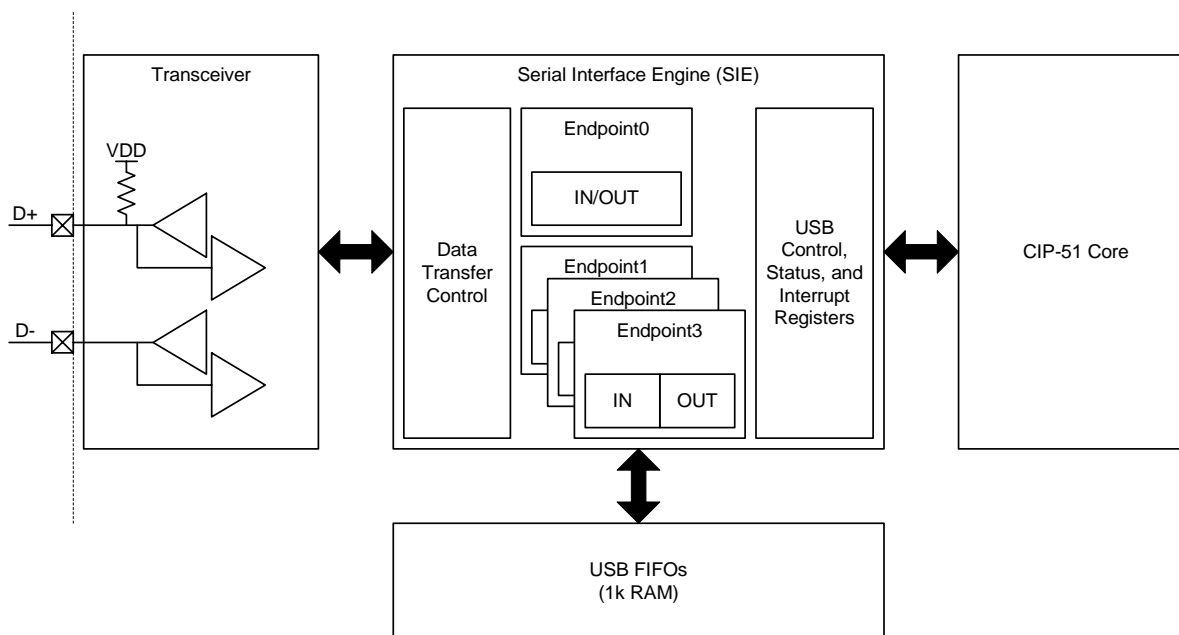 Transceiver
VDD
D+
D-
Serial Interface Engine (SIE)
Data
Transfer
Control
Endpoint0
IN/OUT
Endpoint1
Endpoint2
Endpoint3
IN
OUT
USB
Control,
Status, and
Interrupt
Registers
CIP-51 Core
USB FIFOs
(1k RAM)